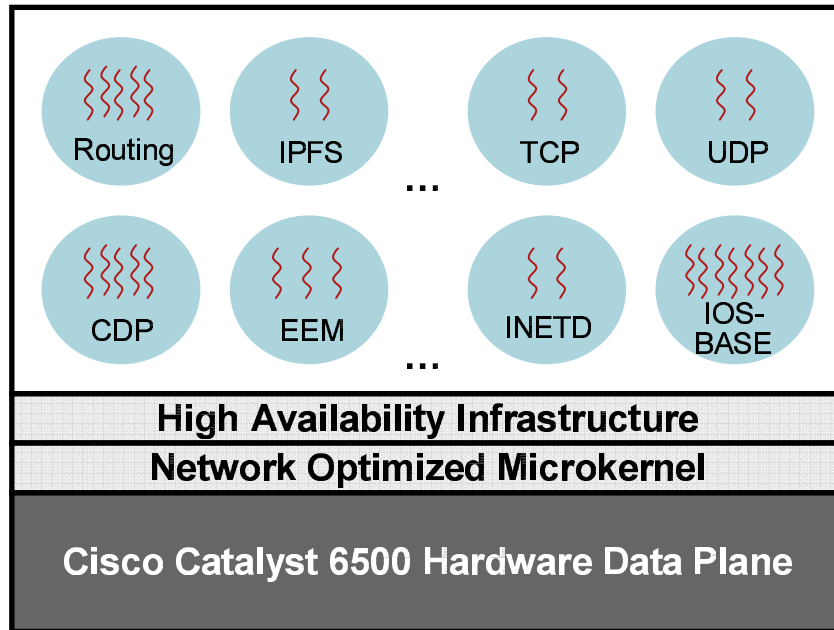 Routing
IPFS
TCP
UDP
...
CDP
EEM
INETD
IOS-
BASE
...
High Availability Infrastructure
Network Optimized Microkernel
Cisco Catalyst 6500 Hardware Data Plane